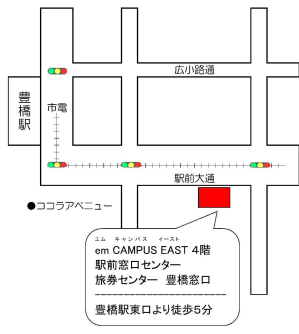 広小路通
豊橋駅
市電
駅前大通
●ココラアベニュー
エム キャンパス イースト
em CAMPUS EAST 4階
駅前窓口センター
旅券センター 豊橋窓口
------------------------
豊橋駅東口より徒歩5分